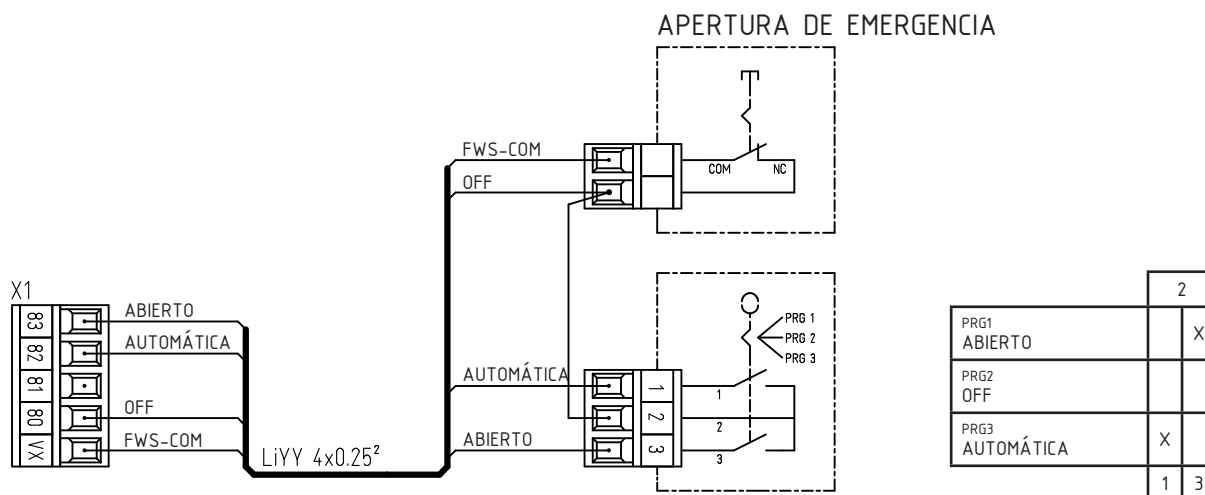 APERTURA DE EMERGENCIA
FWS-COM
OFF
COM NC
X1
83 ABIERTO
82 AUTOMÁTICA
81
80 OFF
VX FWS-COM
LiYY 4x0.25²
AUTOMÁTICA
ABIERTO
1
2
3
PRG 1
PRG 2
PRG 3
1
2
3
2
PRG1
ABIERTO X
PRG2
OFF
PRG3
AUTOMÁTICA X
1 3